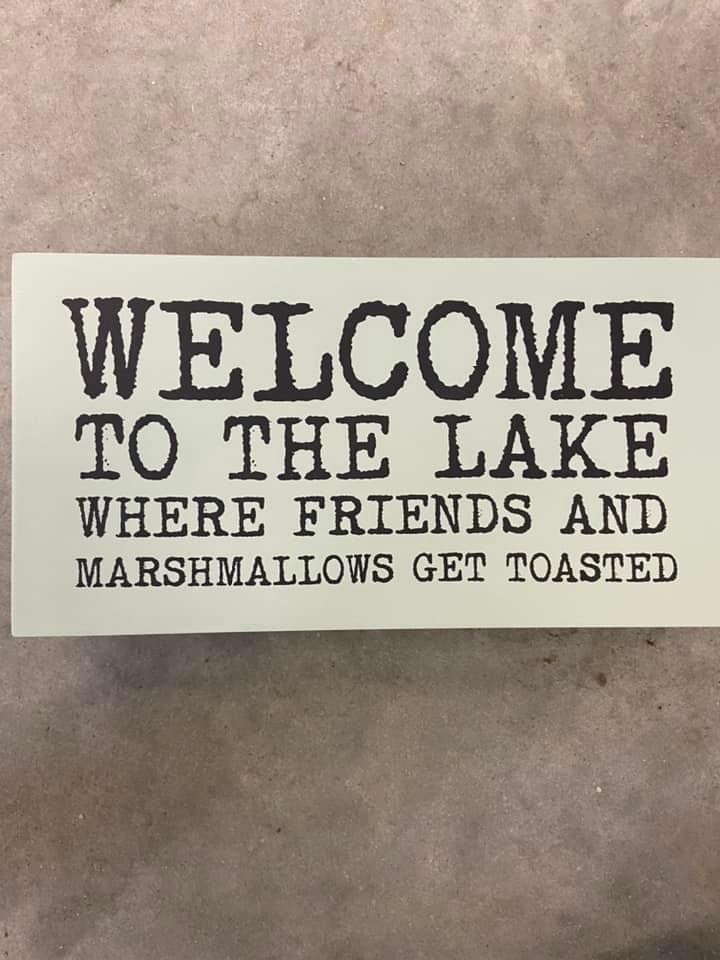 WELCOME
TO THE LAKE
WHERE FRIENDS AND
MARSHMALLOWS GET TOASTED